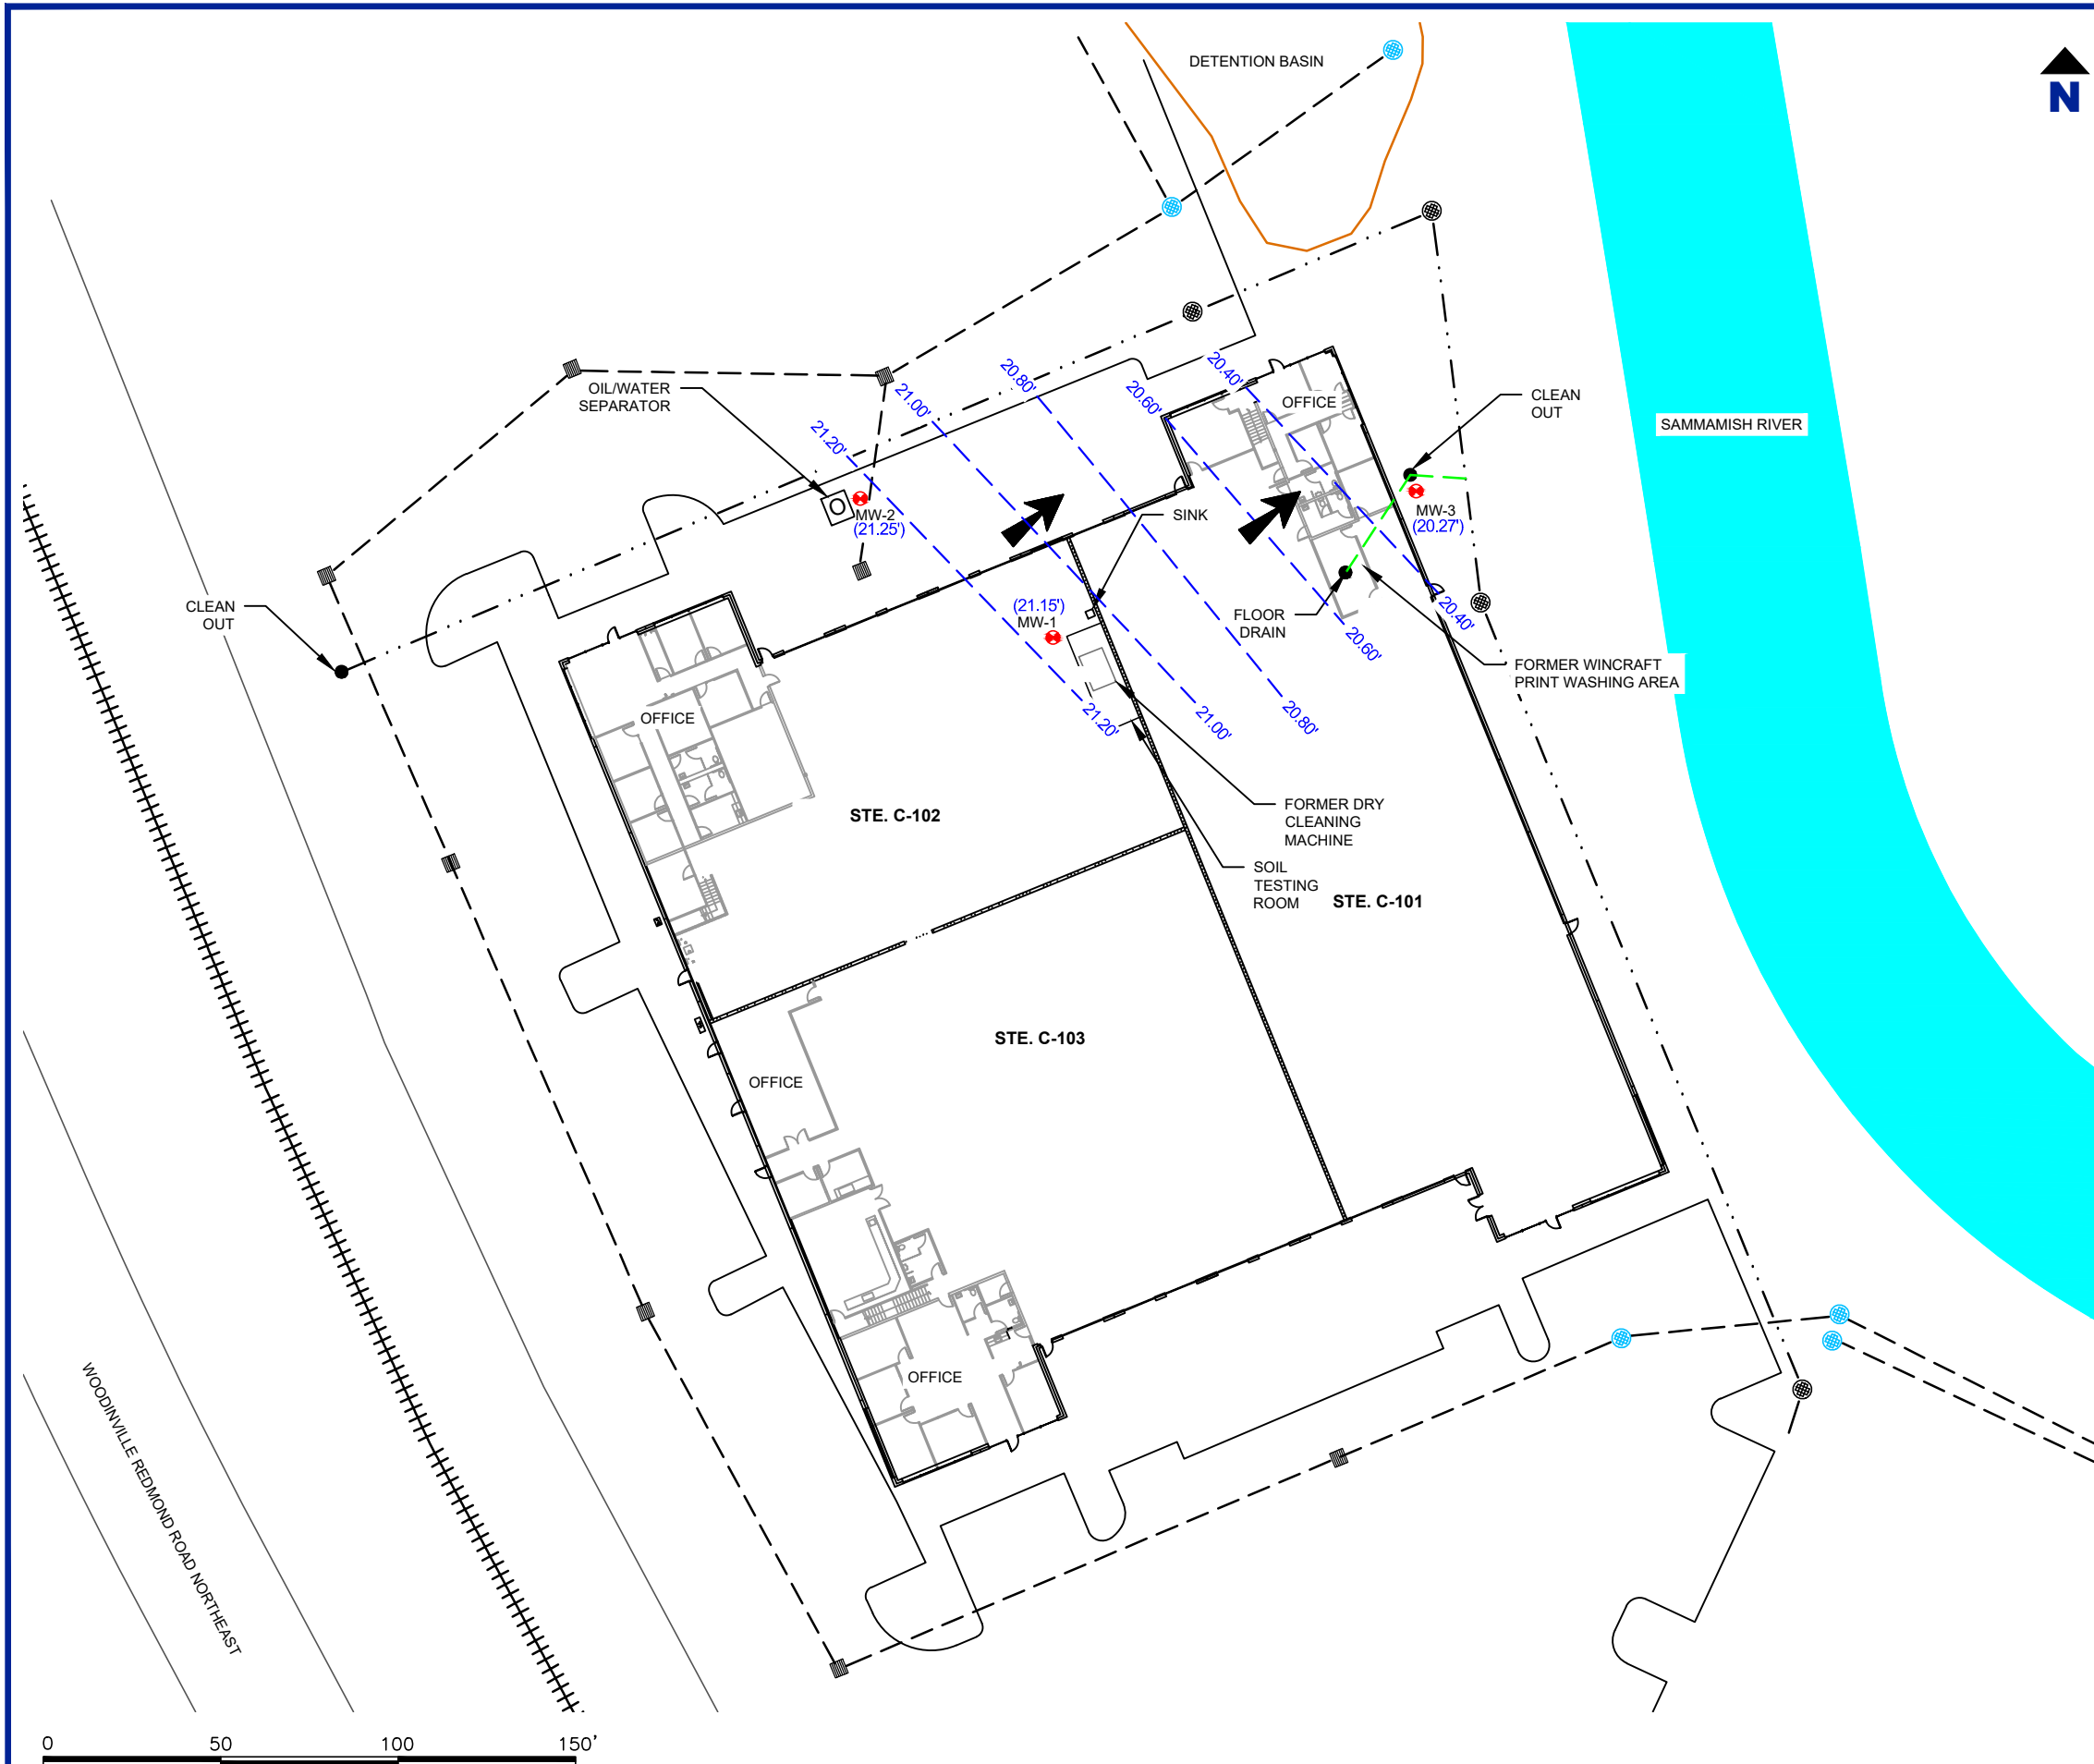 DETENTION BASIN
N
20.80'
20.40'
21.00'
20.60'
OIL/WATER
SEPARATOR
OFFICE
CLEAN
OUT
SAMMAMISH RIVER
21.20'
MW-2
(21.25')
SINK
MW-3
(20.27')
CLEAN
OUT
(21.15')
MW-1
FLOOR
DRAIN
20.40'
20.60'
FORMER WINCRAFT
PRINT WASHING AREA
OFFICE
21.20'
21.00'
20.80'
STE. C-102
FORMER DRY
CLEANING
MACHINE
SOIL
TESTING
ROOM
STE. C-101
STE. C-103
OFFICE
OFFICE
WOODINVILLE REDMOND ROAD NORTHEAST
0 50 100 150'